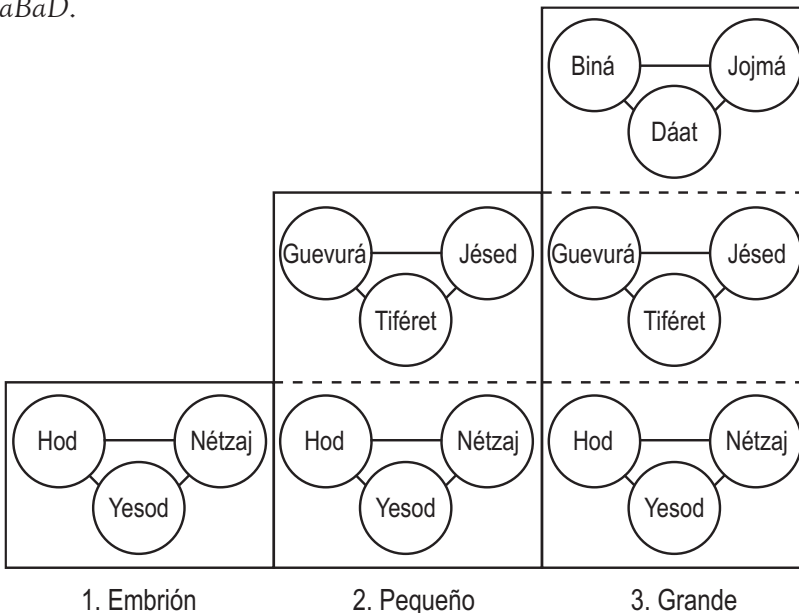 aBaD.
Biná Jojmá
Dáat
Guevurá Jésed Guevurá Jésed
Tiféret Tiféret
Hod Nétzaj Hod Nétzaj Hod Nétzaj
Yesod Yesod Yesod
1. Embrión 2. Pequeño 3. Grande